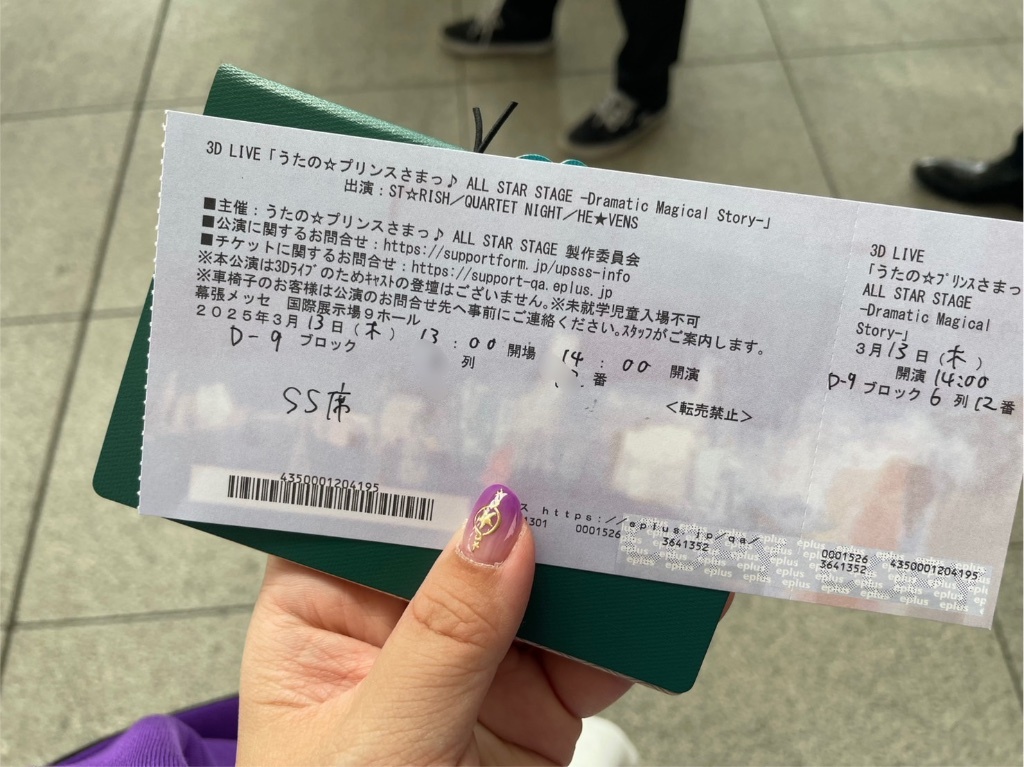 3D LIVE「うたの☆プリンスさまっ♪ ALL STAR STAGE -Dramatic Magical Story-」
出演：ST☆RISH／QUARTET NIGHT／HE★VENS
■主催：うたの☆プリンスさまっ♪ ALL STAR STAGE 製作委員会
■公演に関するお問合せ：https://supportform.jp/upsss-info
■チケットに関するお問合せ：https://support-qa.eplus.jp
※本公演は3Dﾗｲﾌﾞのためｷｬｽﾄの登壇はございません。※未就学児童入場不可
※車椅子のお客様は公演のお問合せ先へ事前にご連絡ください。ｽﾀｯﾌがご案内します。
幕張メッセ 国際展示場９ホール
２０２５年３月 13 日（木） 13：00 開場 14：00 開演
D-9 ブロック 列 番
SS席
＜転売禁止＞
4350001204195
ス https://eplus.jp/qa/
1301 0001526 3641352
3D LIVE
「うたの☆ﾌﾟﾘﾝｽさまっ
ALL STAR STAGE
-Dramatic Magical
Story-」
３月13日（木）
開演 14:00
D-9 ブロック 6 列 12 番
0001526 4350001204195
3641352
eplus eplus eplus eplus